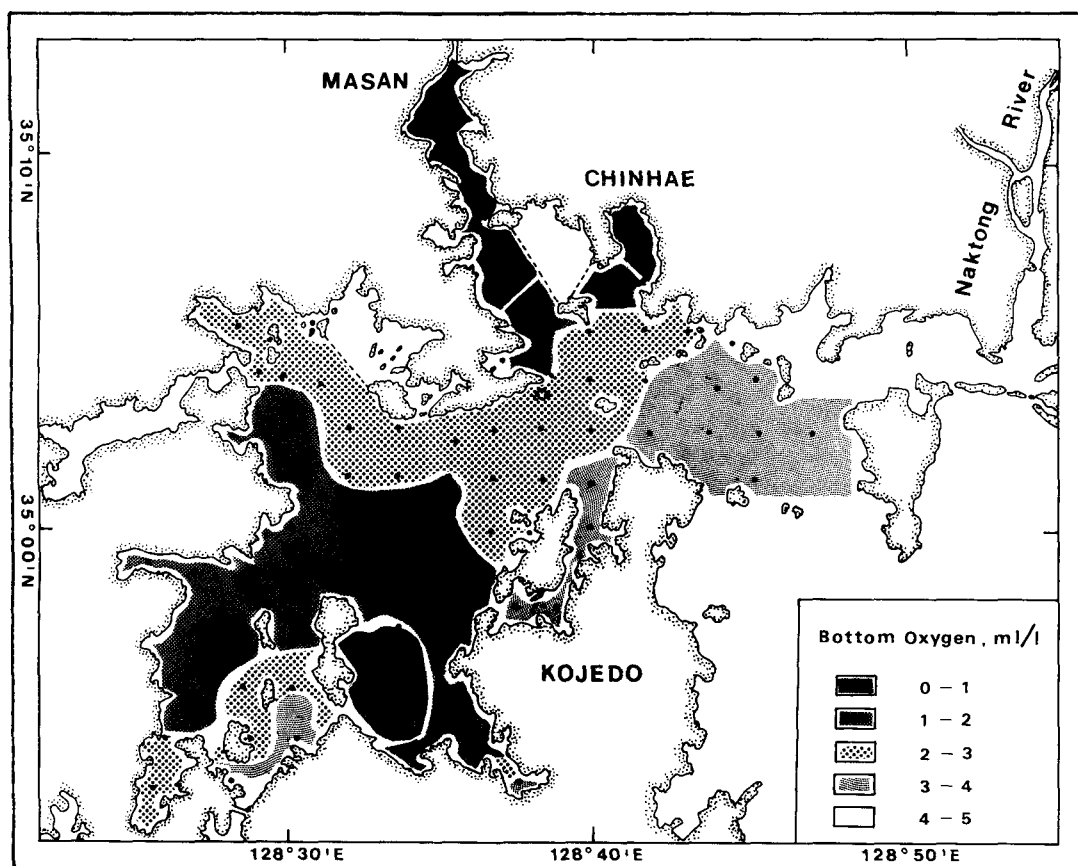 MASAN
CHINHAE
River
Naktong
KOJEDO
35°10'N
35°00'N
128°30'E
128°40'E
128°50'E
Bottom Oxygen, ml/l
0 – 1
1 – 2
2 – 3
3 – 4
4 – 5